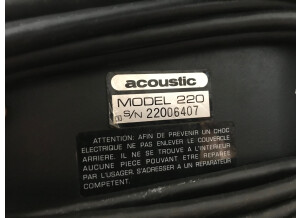 acoustic
MODEL 220
S/N 22006407
ATTENTION: AFIN DE PREVENIR UN CHOC
ELECTRIQUE NE PAS ENLEVER LE COUVERCLE
ARRIERE. IL NE SE TROUVE A L'INTERIEUR
AUCUNE PIECE POUVANT ETRE REPAREE
PAR L'USAGER. S'ADRESSER A UN REPARATEUR
COMPETENT.